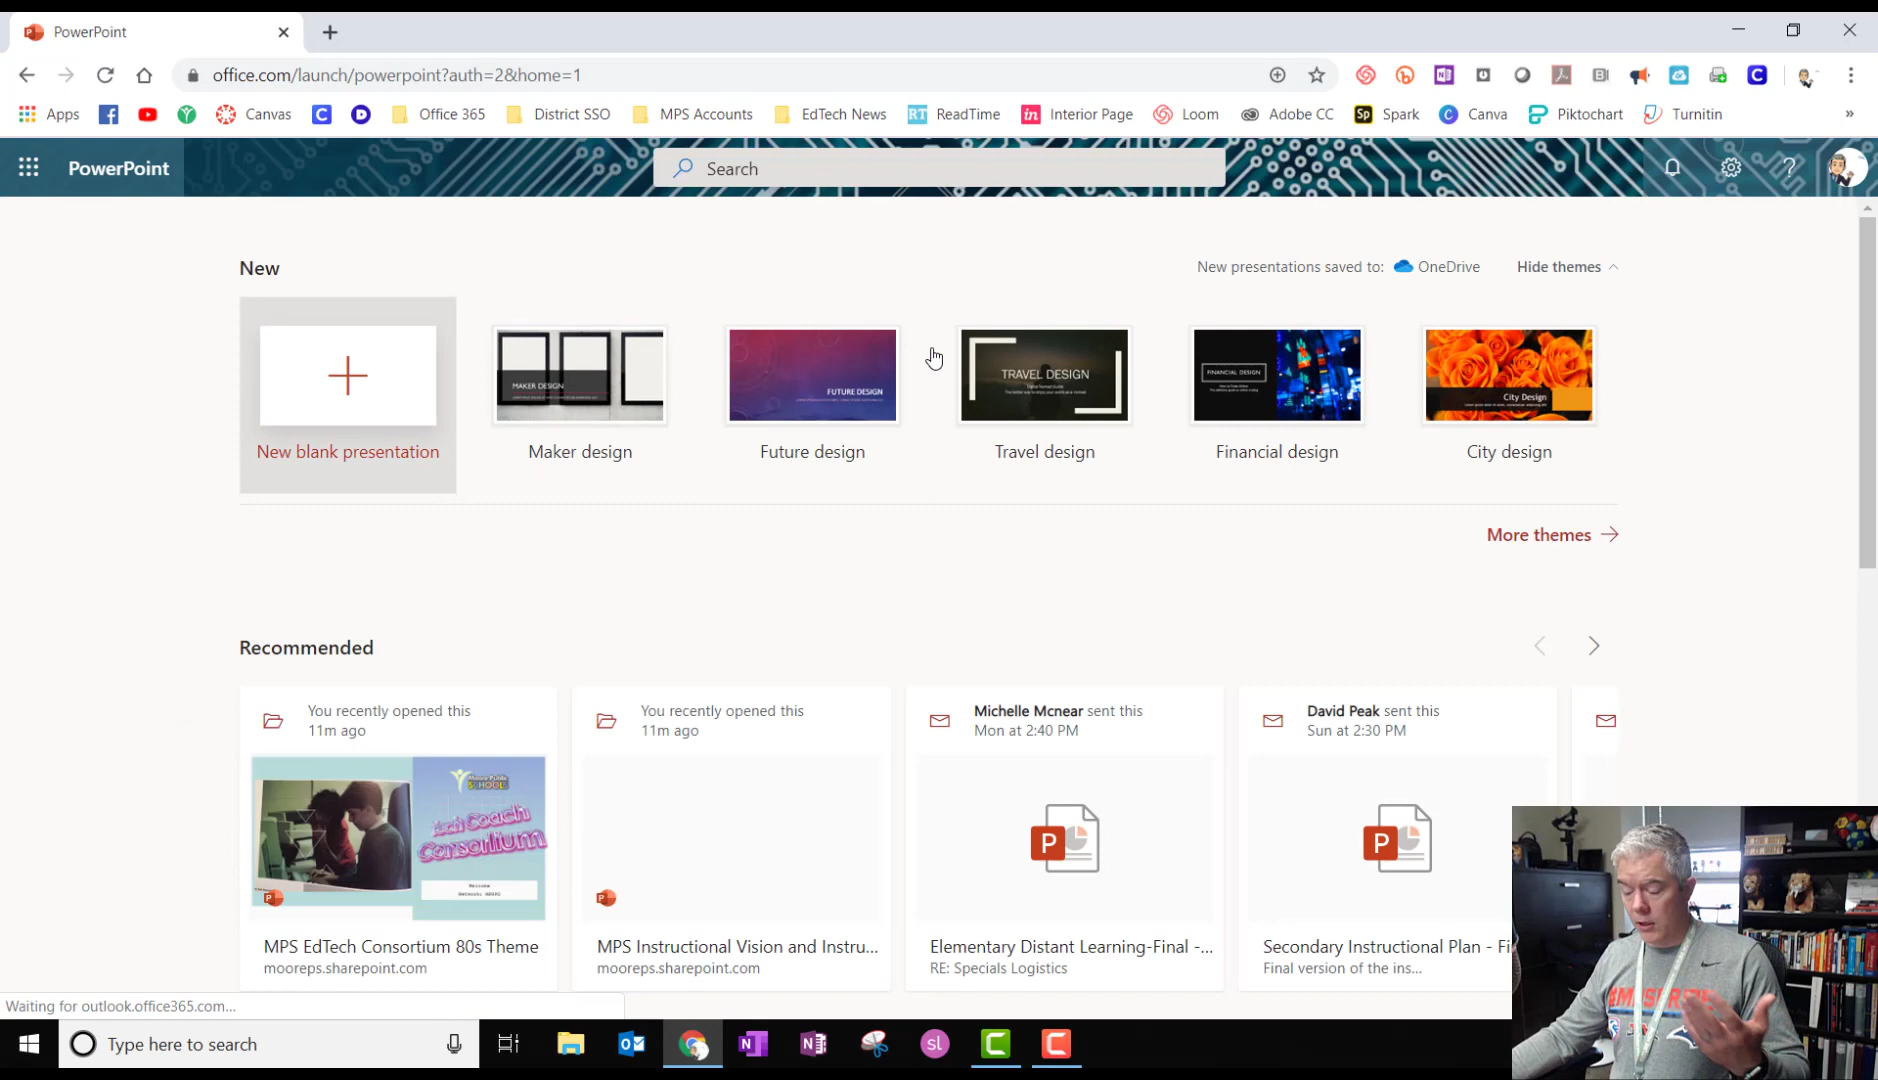 PowerPoint
office.com/launch/powerpoint?auth=2&home=1
Apps
Canvas
Office 365
District SSO
MPS Accounts
EdTech News
RT ReadTime
in Interior Page
Loom
Adobe CC
Sp Spark
C Canva
Piktochart
Turnitin
PowerPoint
Search
New
New presentations saved to: OneDrive
Hide themes
MAKER DESIGN
FUTURE DESIGN
TRAVEL DESIGN
FINANCIAL DESIGN
City Design
New blank presentation
Maker design
Future design
Travel design
Financial design
City design
More themes
Recommended
You recently opened this
11m ago
You recently opened this
11m ago
Michelle Mcnear sent this
Mon at 2:40 PM
David Peak sent this
Sun at 2:30 PM
Tech Coach
Consortium
Welcome
MPS EdTech Consortium 80s Theme
mooreps.sharepoint.com
MPS Instructional Vision and Instru...
mooreps.sharepoint.com
Elementary Distant Learning-Final -...
RE: Specials Logistics
Secondary Instructional Plan - Fi
Final version of the ins...
Waiting for outlook.office365.com...
Type here to search